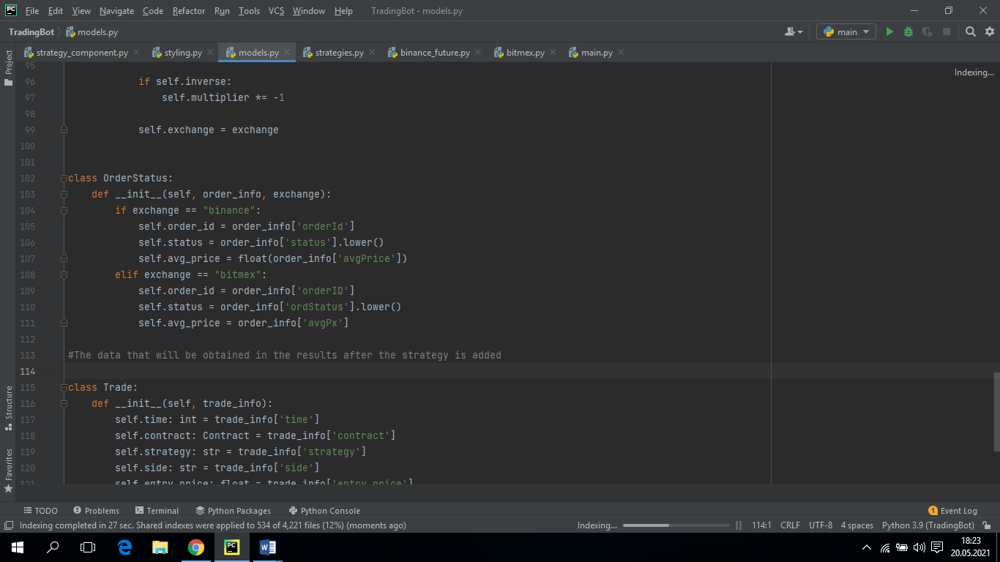 File Edit View Navigate Code Refactor Run Tools VCS Window Help TradingBot - models.py
TradingBot models.py main
Project
strategy_component.py styling.py models.py strategies.py binance_future.py bitmex.py main.py
Indexing...
95
96 if self.inverse:
97 self.multiplier *= -1
98
99 self.exchange = exchange
100
101
102 class OrderStatus:
103 def __init__(self, order_info, exchange):
104 if exchange == "binance":
105 self.order_id = order_info['orderId']
106 self.status = order_info['status'].lower()
107 self.avg_price = float(order_info['avgPrice'])
108 elif exchange == "bitmex":
109 self.order_id = order_info['orderID']
110 self.status = order_info['ordStatus'].lower()
111 self.avg_price = order_info['avgPx']
112
113 #The data that will be obtained in the results after the strategy is added
114
115 class Trade:
116 def __init__(self, trade_info):
117 self.time: int = trade_info['time']
118 self.contract: Contract = trade_info['contract']
119 self.strategy: str = trade_info['strategy']
120 self.side: str = trade_info['side']
121 self.entry_price: float = trade_info['entry_price']
Structure
Favorites
TODO Problems Terminal Python Packages Python Console 1 Event Log
Indexing completed in 27 sec. Shared indexes were applied to 534 of 4,221 files (12%) (moments ago) Indexing... 114:1 CRLF UTF-8 4 spaces Python 3.9 (TradingBot)
PC
18:23
20.05.2021